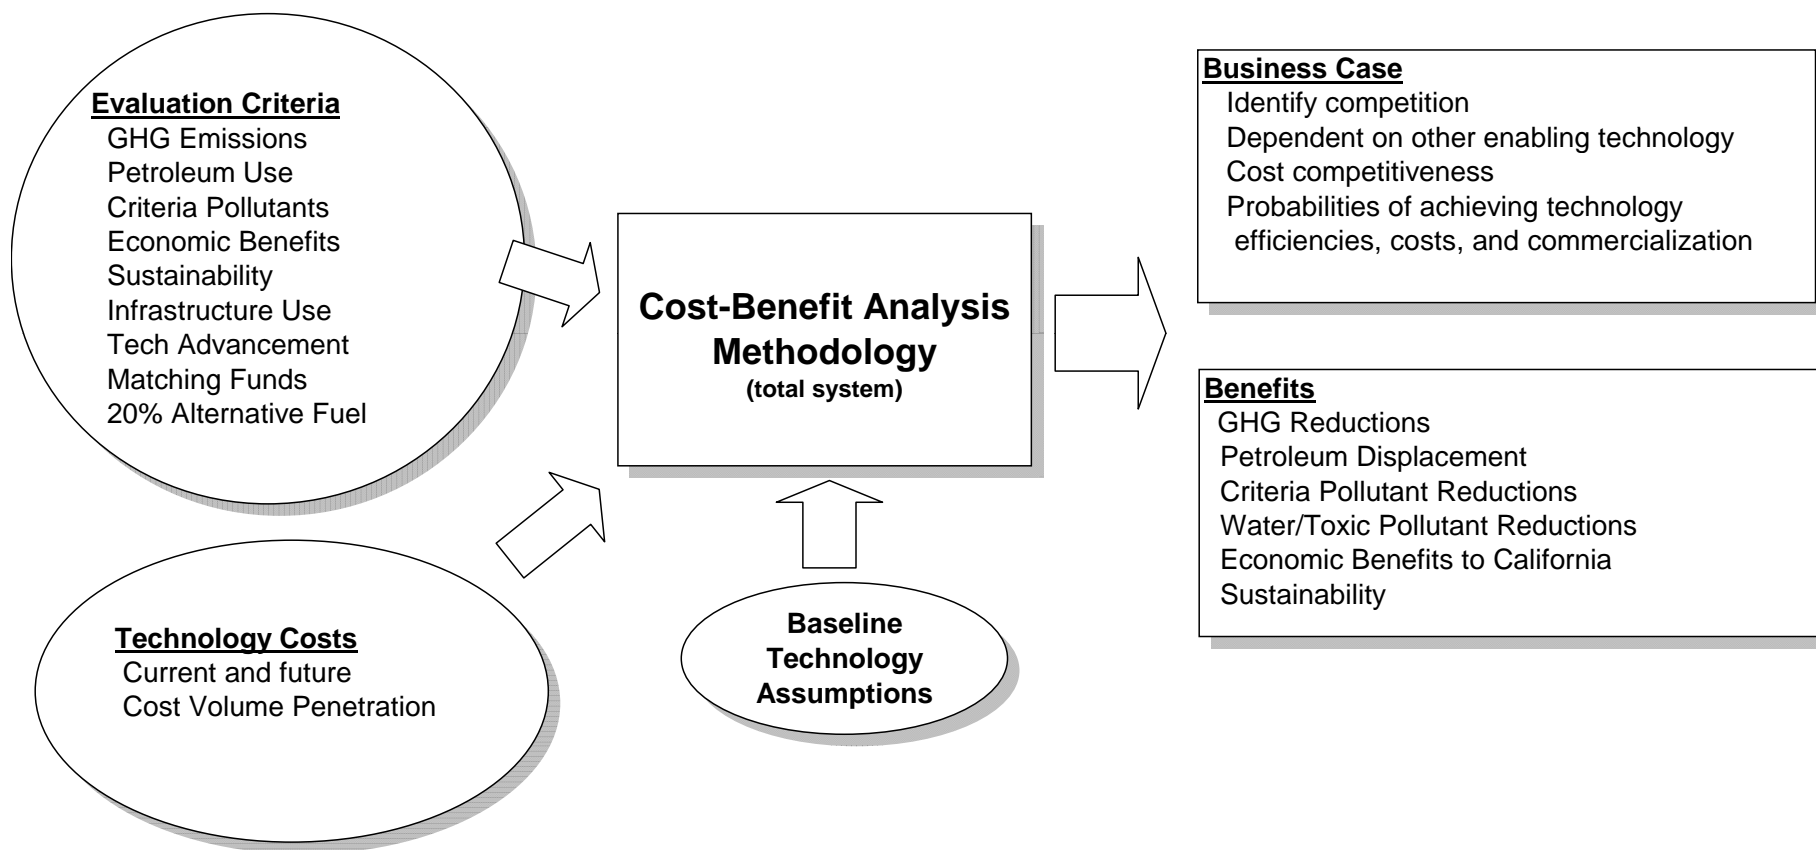 Evaluation Criteria
GHG Emissions
Petroleum Use
Criteria Pollutants
Economic Benefits
Sustainability
Infrastructure Use
Tech Advancement
Matching Funds
20% Alternative Fuel
Technology Costs
Current and future
Cost Volume Penetration
Cost-Benefit Analysis
Methodology
(total system)
Baseline
Technology
Assumptions
Business Case
Identify competition
Dependent on other enabling technology
Cost competitiveness
Probabilities of achieving technology
efficiencies, costs, and commercialization
Benefits
GHG Reductions
Petroleum Displacement
Criteria Pollutant Reductions
Water/Toxic Pollutant Reductions
Economic Benefits to California
Sustainability